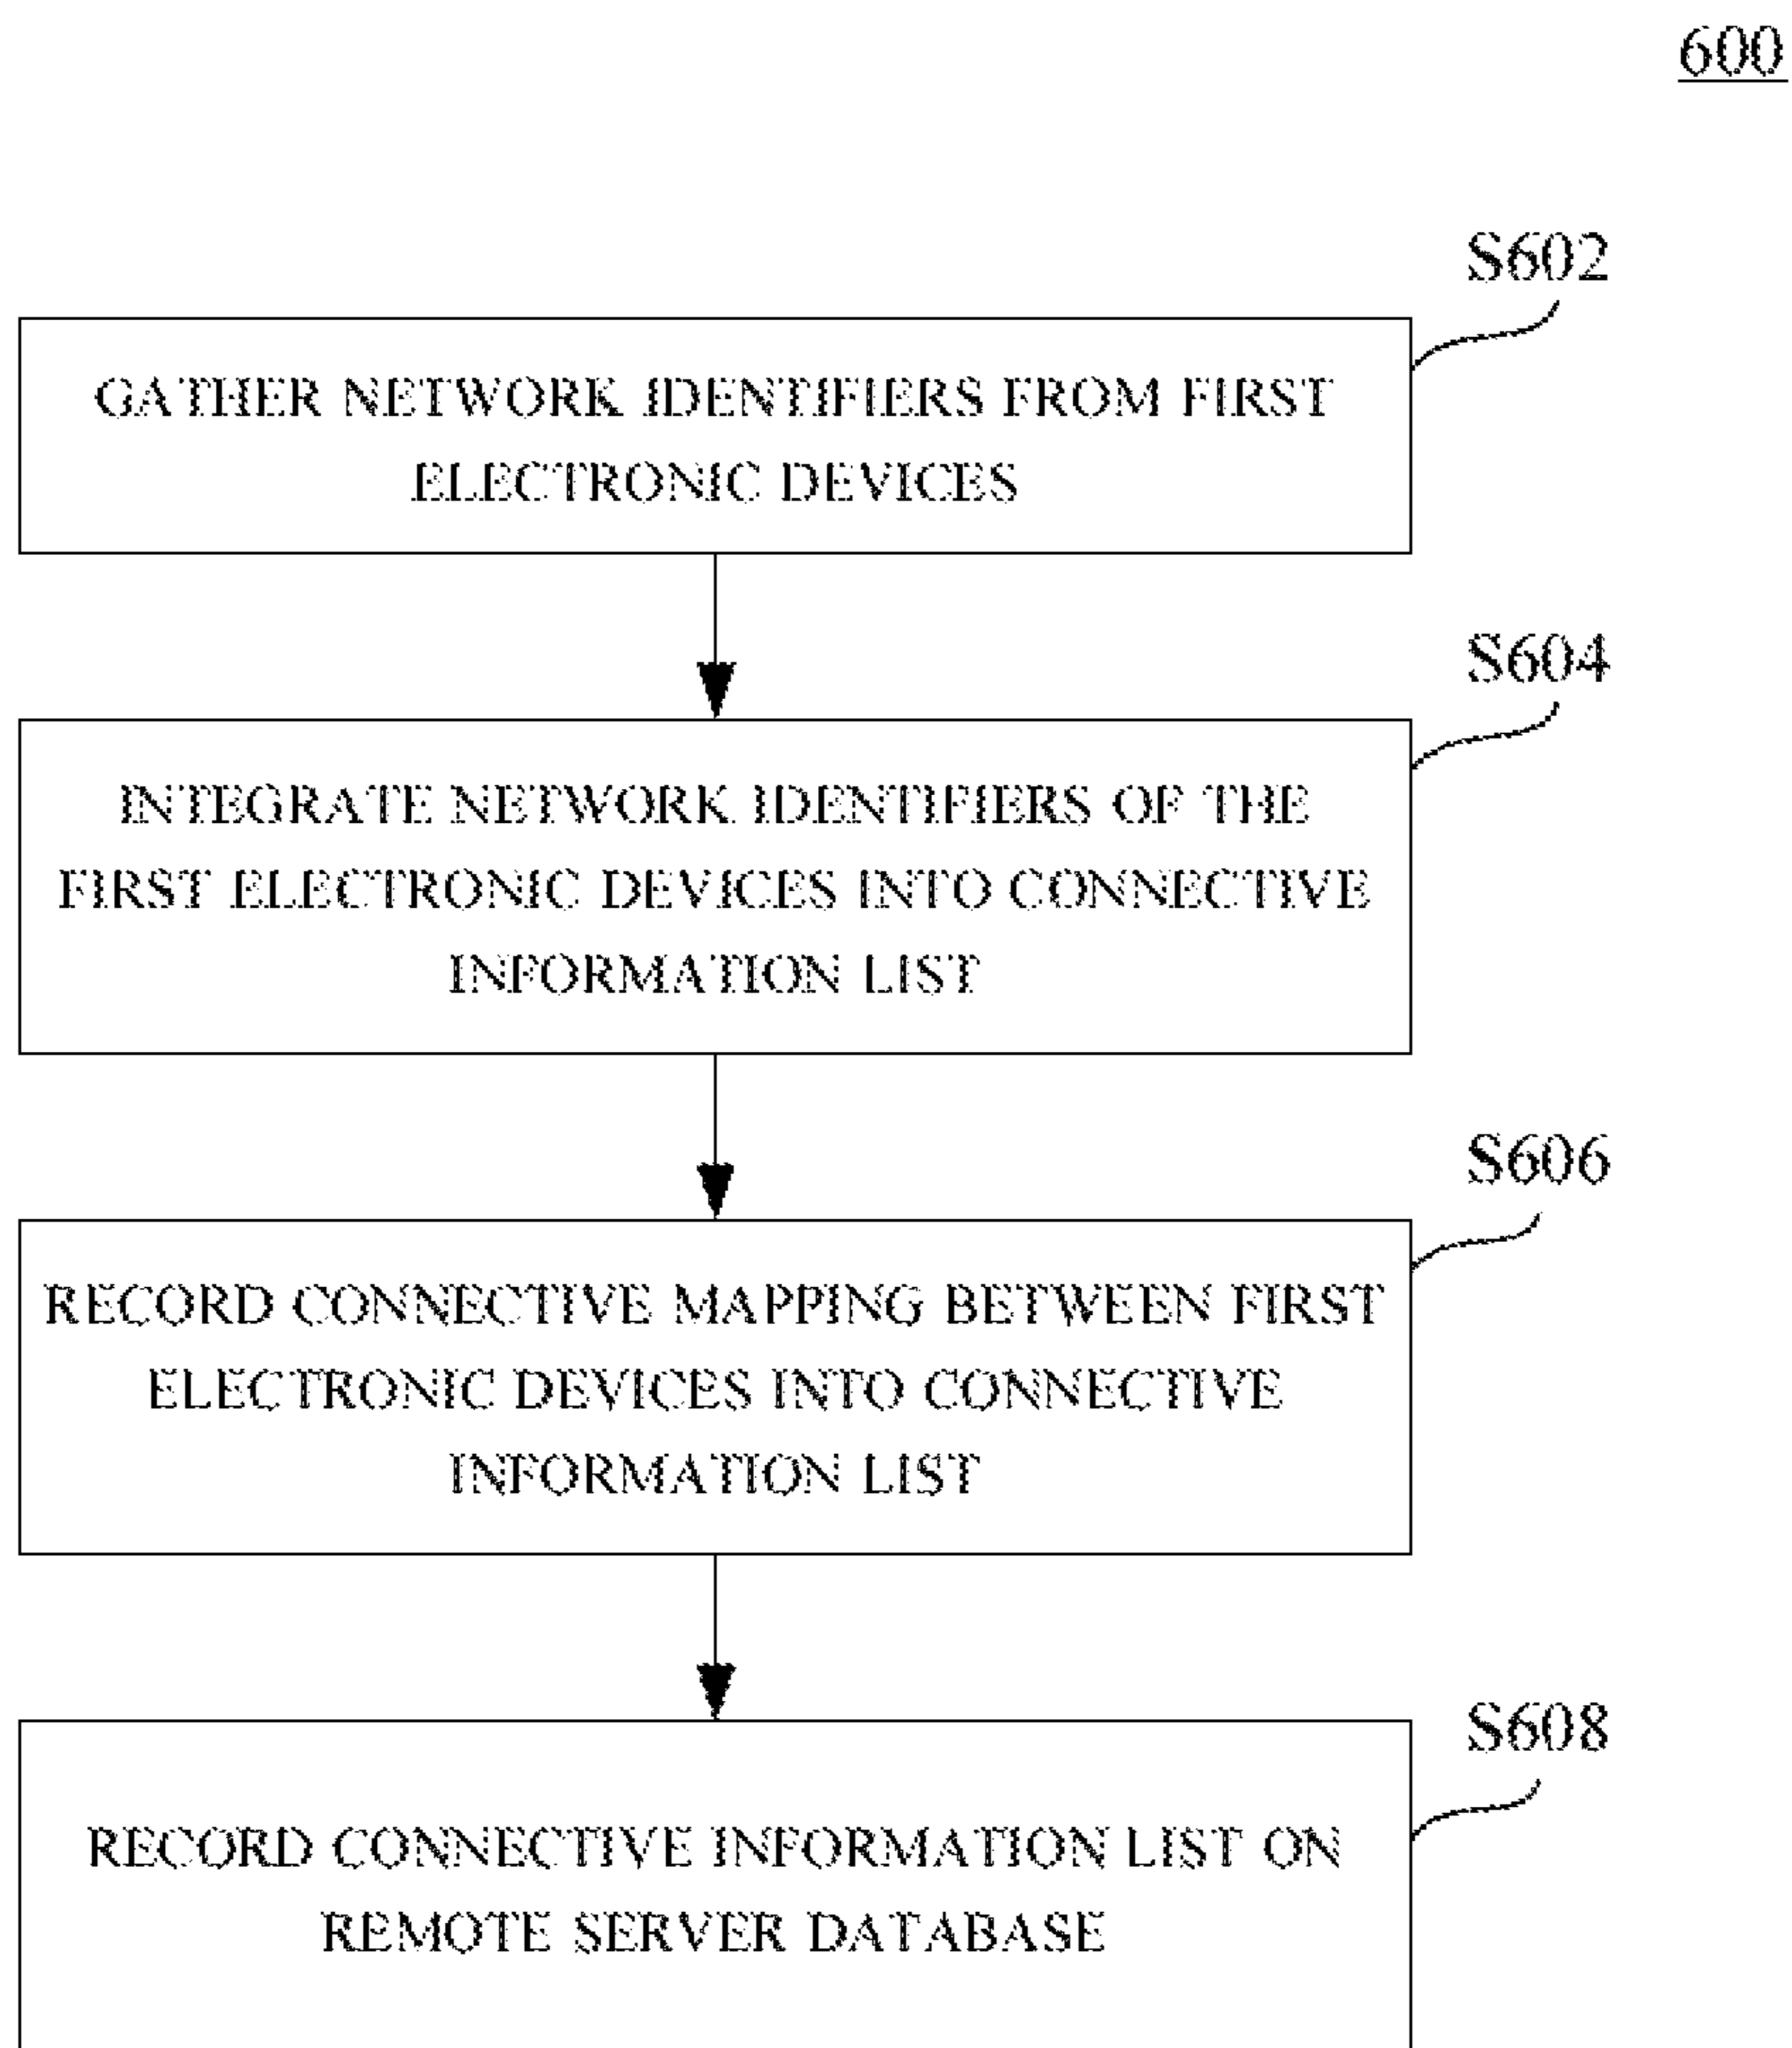 600
S602
GATHER NETWORK IDENTIFIERS FROM FIRST
ELECTRONIC DEVICES
S604
INTEGRATE NETWORK IDENTIFIERS OF THE
FIRST ELECTRONIC DEVICES INTO CONNECTIVE
INFORMATION LIST
S606
RECORD CONNECTIVE MAPPING BETWEEN FIRST
ELECTRONIC DEVICES INTO CONNECTIVE
INFORMATION LIST
S608
RECORD CONNECTIVE INFORMATION LIST ON
REMOTE SERVER DATABASE